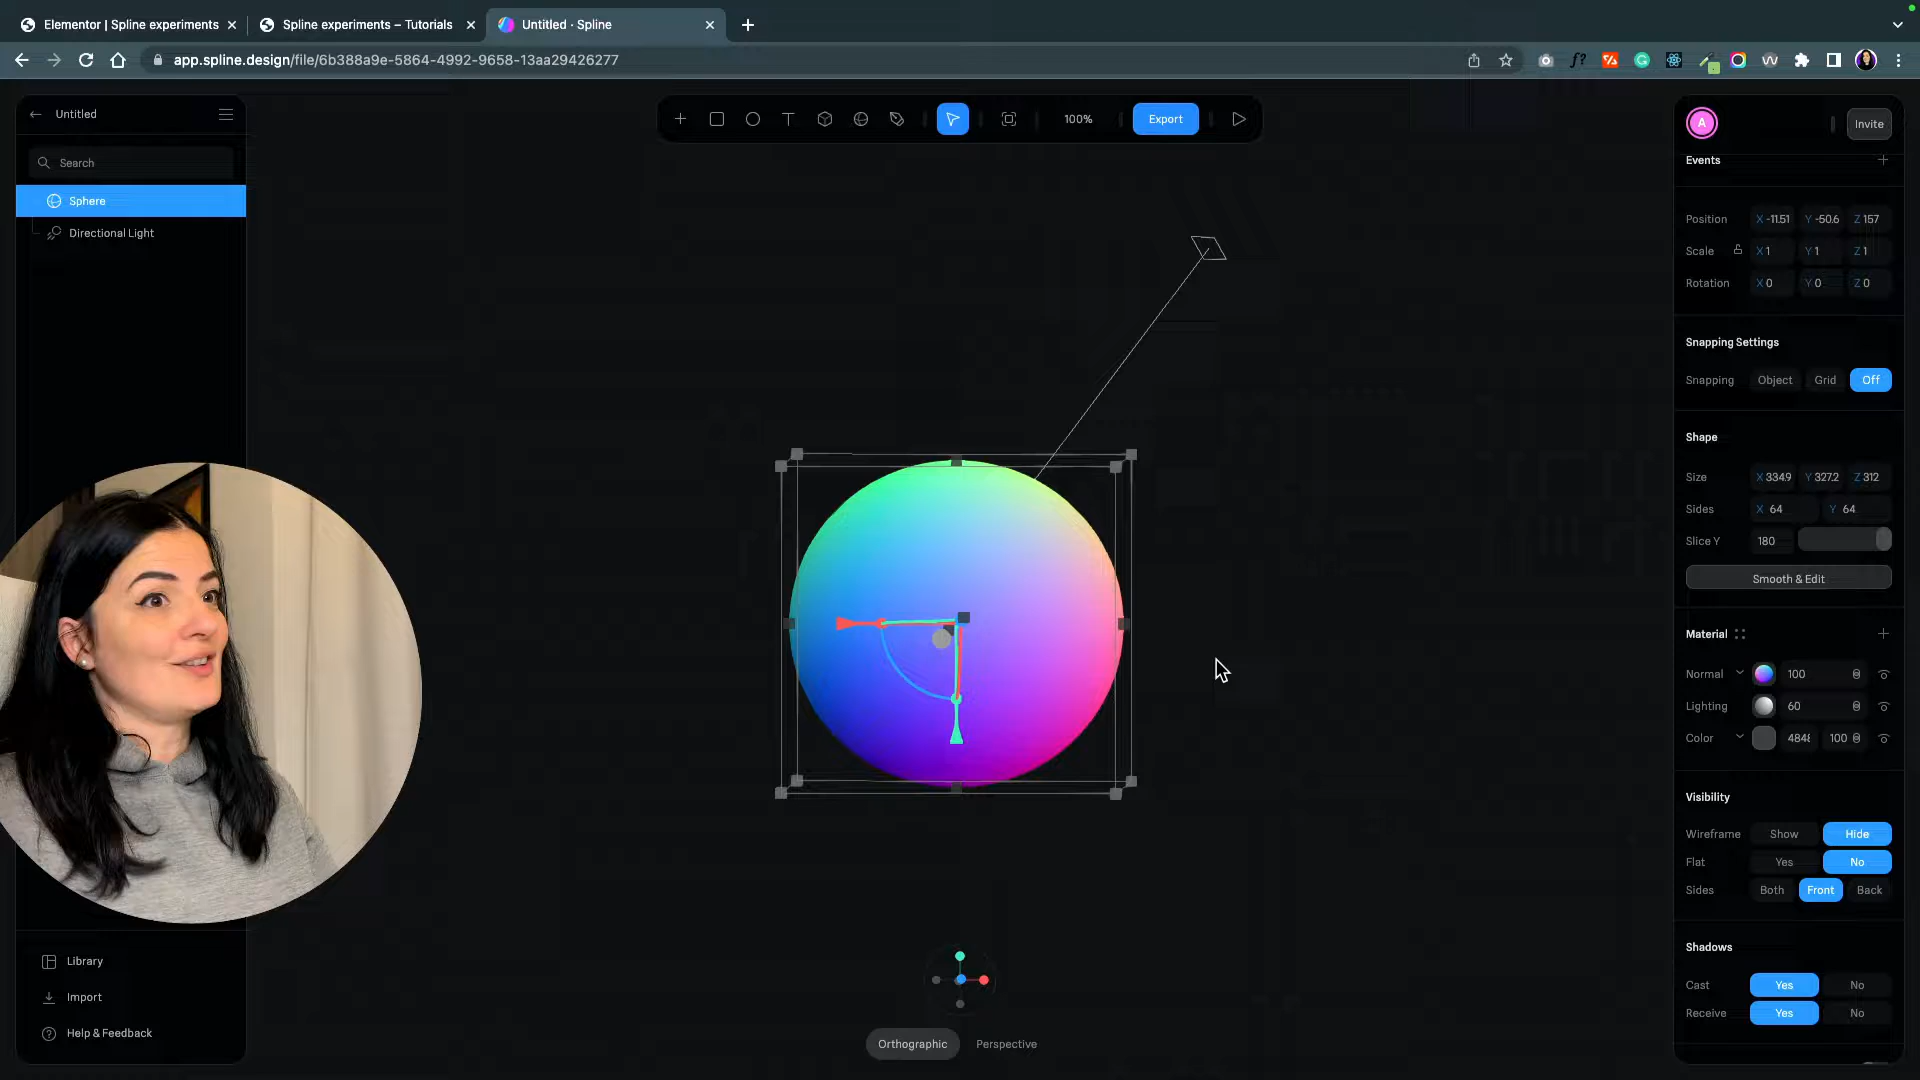 Elementor | Spline experiments
Spline experiments – Tutorials
Untitled · Spline
app.spline.design/file/6b388a9e-5864-4992-9658-13aa29426277
Untitled
100%
Export
A
Invite
Search
Events
Sphere
Directional Light
Position X -11.51 Y -50.6 Z 157
Scale X 1 Y 1 Z 1
Rotation X 0 Y 0 Z 0
Snapping Settings
Snapping Object Grid Off
Shape
Size X 334.9 Y 327.2 Z 312
Sides X 64 Y 64
Slice Y 180
Smooth & Edit
Material
Normal 100
Lighting 60
Color 4848 100
Visibility
Wireframe Show Hide
Flat Yes No
Sides Both Front Back
Shadows
Cast Yes No
Receive Yes No
Library
Import
Help & Feedback
Orthographic Perspective